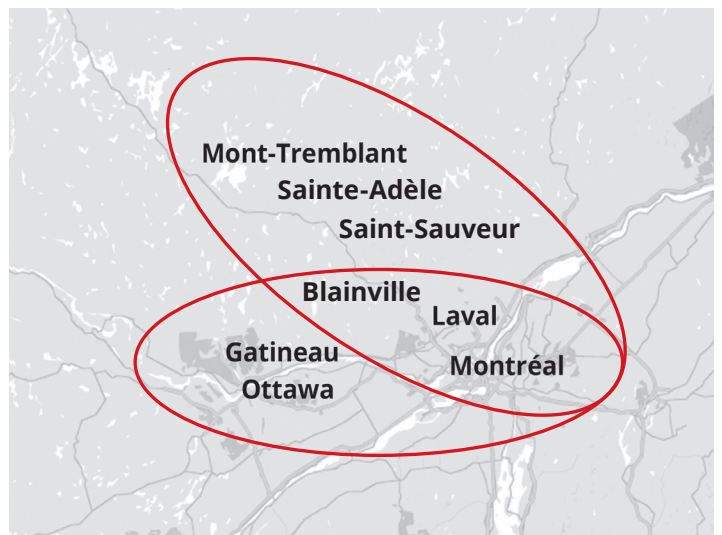 Mont-Tremblant
Sainte-Adèle
Saint-Sauveur
Blainville
Laval
Gatineau
Montréal
Ottawa